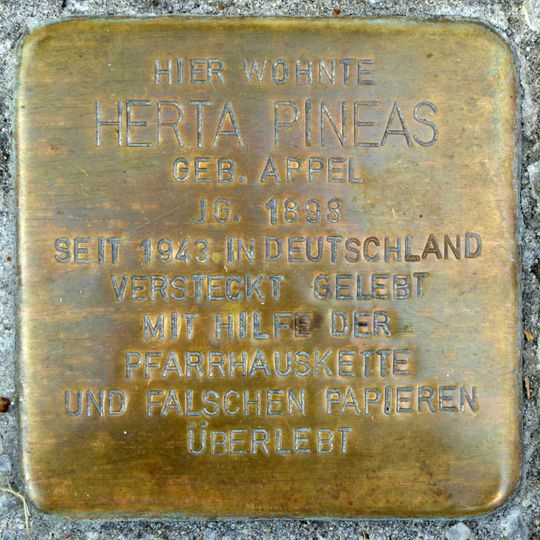 HIER WOHNTE
HERTA PINEAS
GEB. APPEL
JG. 1898
SEIT 1943 IN DEUTSCHLAND
VERSTECKT GELEBT
MIT HILFE DER
PFARRHAUSKETTE
UND FALSCHEN PAPIEREN
ÜBERLEBT